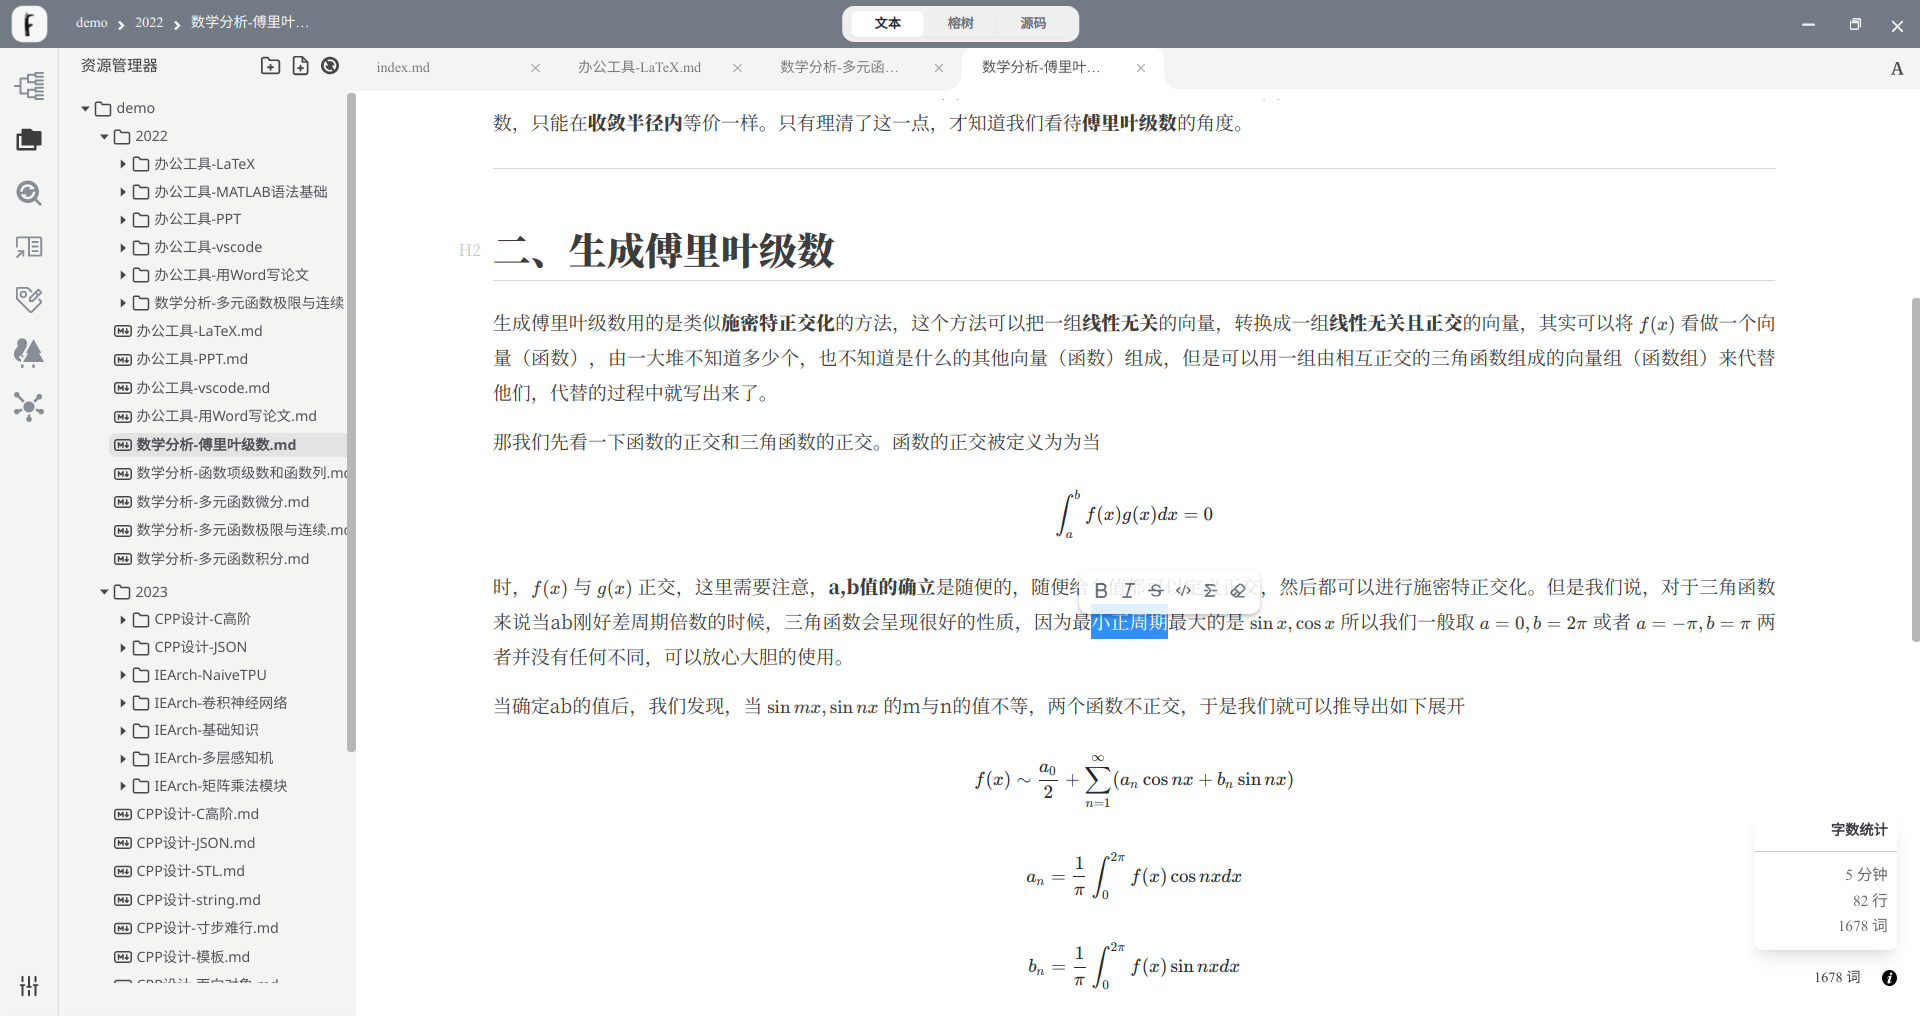 demo 2022 数学分析-傅里叶…
文本 榕树 源码
资源管理器
index.md 办公工具-LaTeX.md 数学分析-多元函… 数学分析-傅里叶… A
demo
2022
办公工具-LaTeX
办公工具-MATLAB语法基础
办公工具-PPT
办公工具-vscode
办公工具-用Word写论文
数学分析-多元函数极限与连续
办公工具-LaTeX.md
办公工具-PPT.md
办公工具-vscode.md
办公工具-用Word写论文.md
数学分析-傅里叶级数.md
数学分析-函数项级数和函数列.md
数学分析-多元函数微分.md
数学分析-多元函数极限与连续.md
数学分析-多元函数积分.md
2023
CPP设计-C高阶
CPP设计-JSON
IEArch-NaiveTPU
IEArch-卷积神经网络
IEArch-基础知识
IEArch-多层感知机
IEArch-矩阵乘法模块
CPP设计-C高阶.md
CPP设计-JSON.md
CPP设计-STL.md
CPP设计-string.md
CPP设计-寸步难行.md
CPP设计-模板.md
数，只能在收敛半径内等价一样。只有理清了这一点，才知道我们看待傅里叶级数的角度。
H2 二、生成傅里叶级数
生成傅里叶级数用的是类似施密特正交化的方法，这个方法可以把一组线性无关的向量，转换成一组线性无关且正交的向量，其实可以将 f(x) 看做一个向
量（函数），由一大堆不知道多少个，也不知道是什么的其他向量（函数）组成，但是可以用一组由相互正交的三角函数组成的向量组（函数组）来代替
他们，代替的过程中就写出来了。
那我们先看一下函数的正交和三角函数的正交。函数的正交被定义为为当
∫_a^b f(x)g(x)dx = 0
时，f(x) 与 g(x) 正交，这里需要注意，a,b值的确立是随便的，随便给 ，然后都可以进行施密特正交化。但是我们说，对于三角函数
来说当ab刚好差周期倍数的时候，三角函数会呈现很好的性质，因为最小正周期最大的是 sin x, cos x 所以我们一般取 a = 0, b = 2π 或者 a = −π, b = π 两
者并没有任何不同，可以放心大胆的使用。
当确定ab的值后，我们发现，当 sin mx, sin nx 的m与n的值不等，两个函数不正交，于是我们就可以推导出如下展开
f(x) ∼ a_0/2 + ∑_{n=1}^∞ (a_n cos nx + b_n sin nx)
a_n = 1/π ∫_0^{2π} f(x) cos nxdx
b_n = 1/π ∫_0^{2π} f(x) sin nxdx
字数统计
5 分钟
82 行
1678 词
1678 词